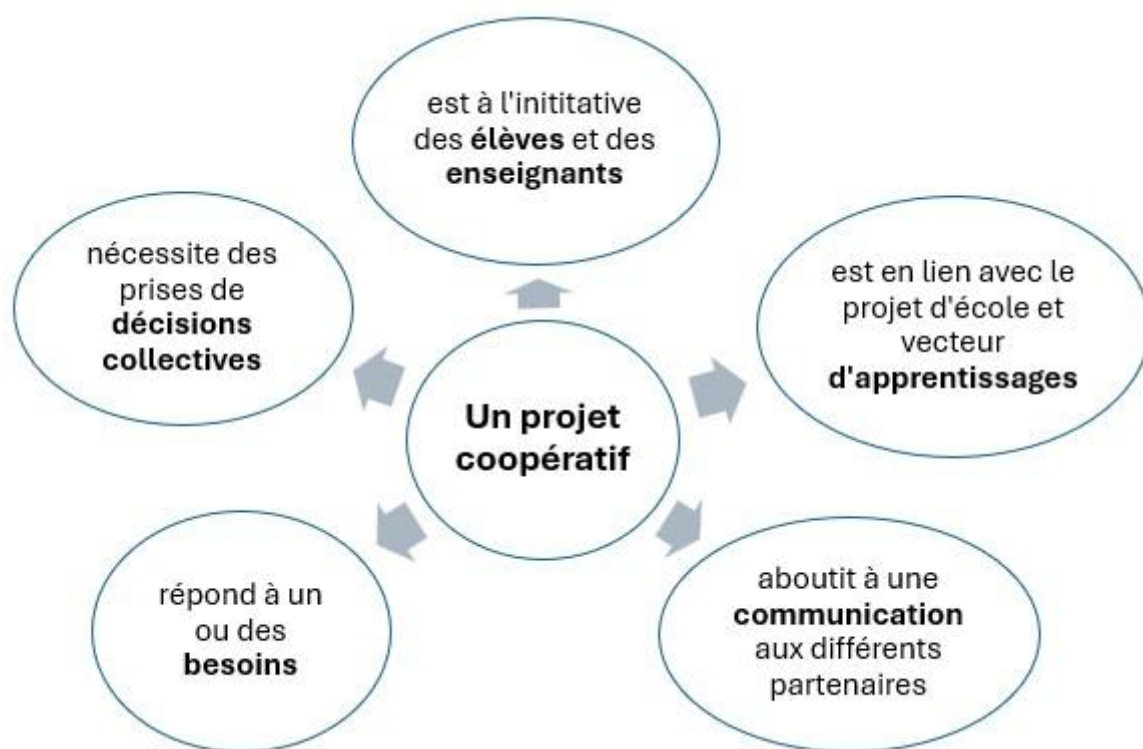 est à l'inititative
des élèves et des
enseignants
nécessite des
prises de
décisions
collectives
est en lien avec le
projet d'école et
vecteur
d'apprentissages
Un projet
coopératif
répond à un
ou des
besoins
aboutit à une
communication
aux différents
partenaires